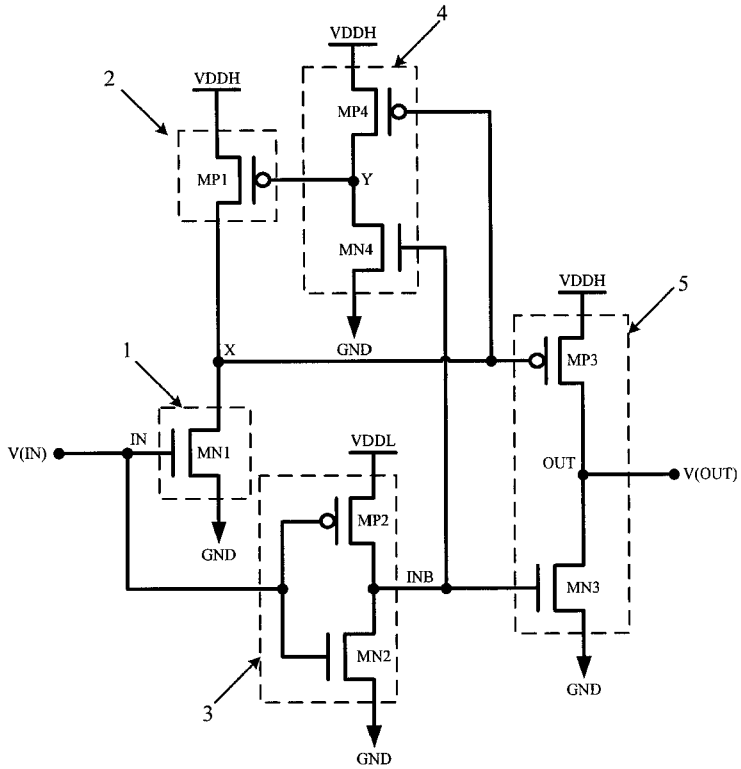 VDDH
4
2
VDDH
MP4
MP1
Y
MN4
VDDH
5
GND
X
MP3
1
V(IN)
IN
MN1
VDDL
OUT
V(OUT)
GND
MP2
INB
MN3
MN2
3
GND
GND